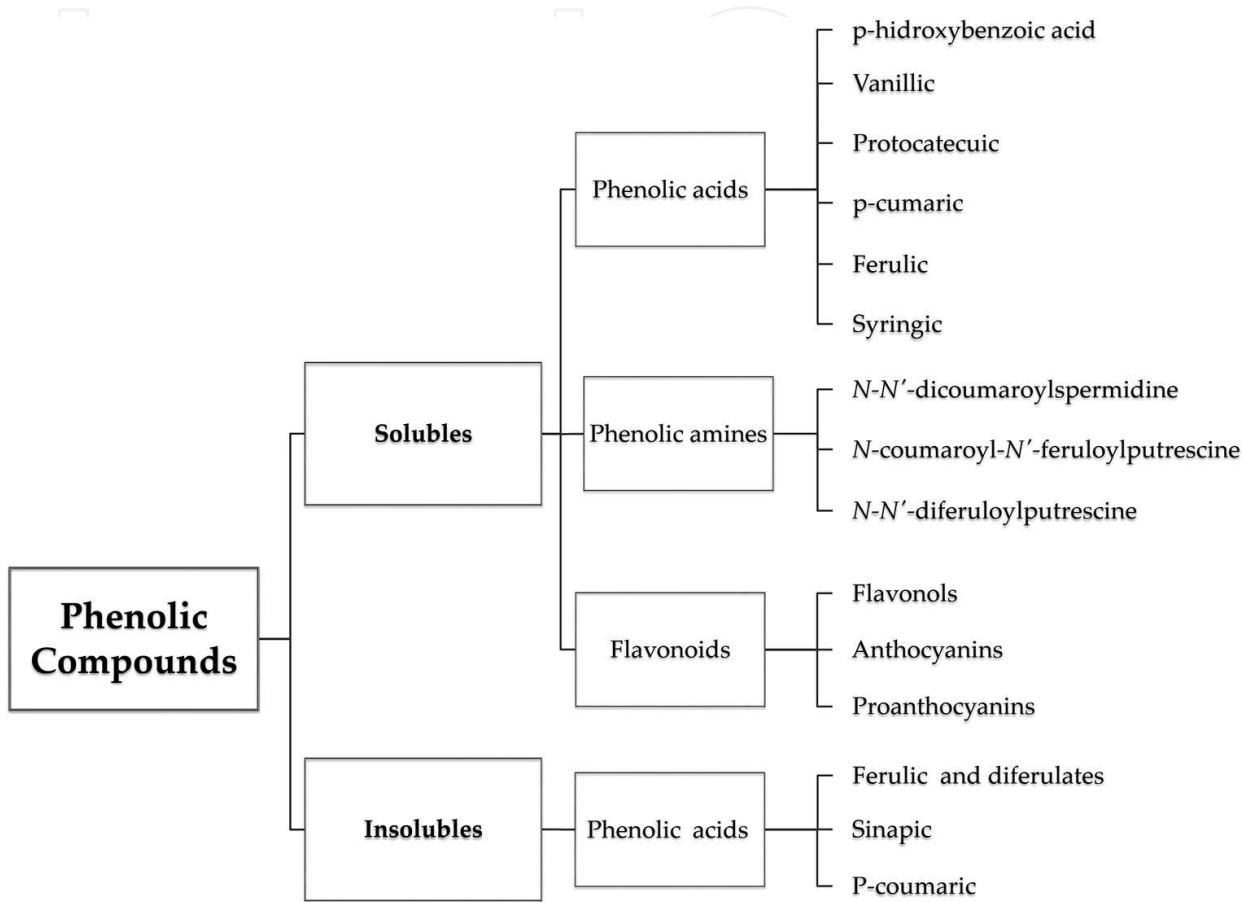 p-hidroxybenzoic acid
Vanillic
Protocatecuic
Phenolic acids
p-cumaric
Ferulic
Syringic
Solubles
Phenolic amines
N-N′-dicoumaroylspermidine
N-coumaroyl-N′-feruloylputrescine
N-N′-diferuloylputrescine
Phenolic
Compounds
Flavonoids
Flavonols
Anthocyanins
Proanthocyanins
Insolubles
Phenolic acids
Ferulic and diferulates
Sinapic
P-coumaric